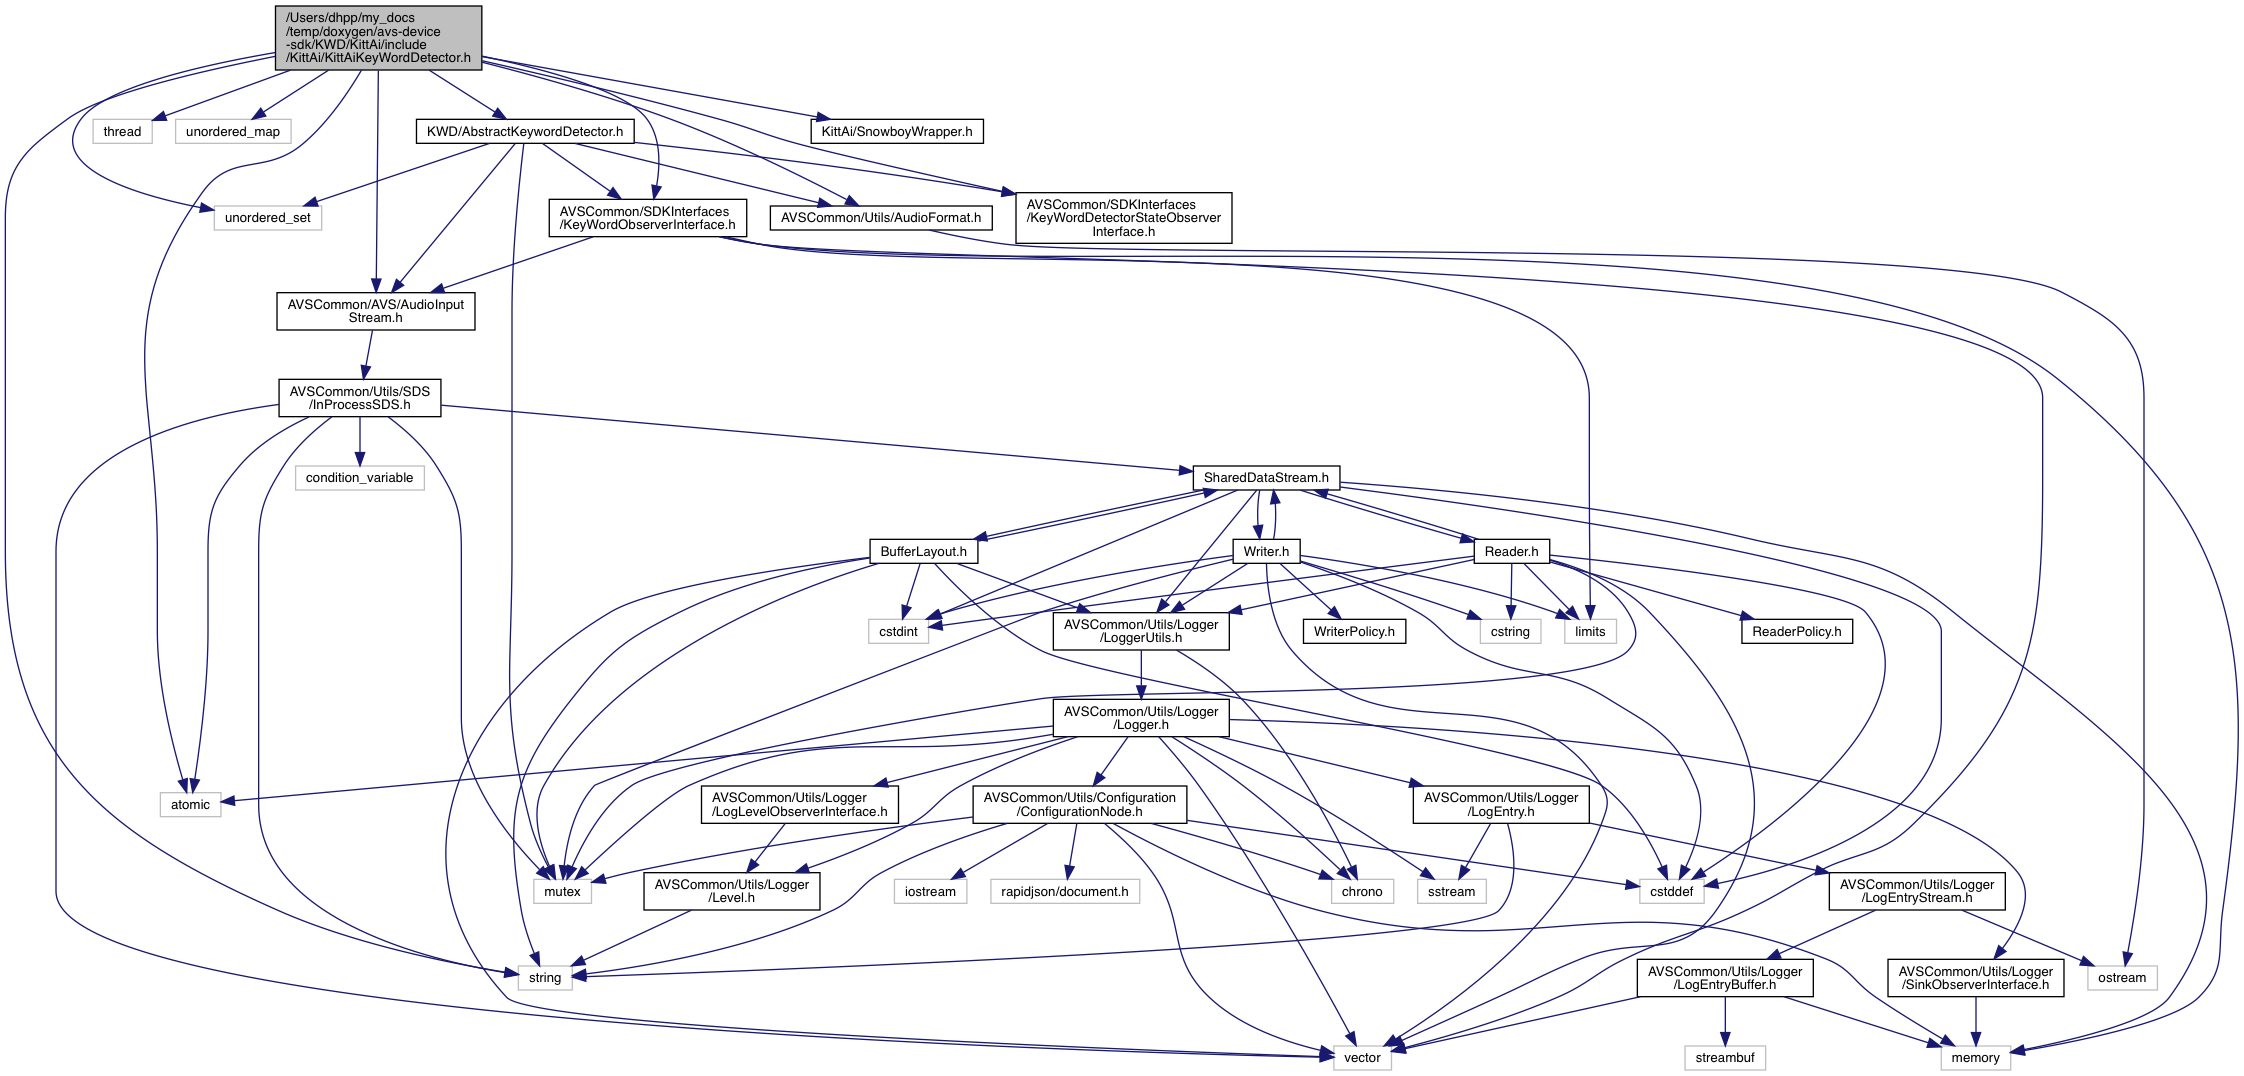 /Users/dhpp/my_docs
/temp/doxygen/avs-device
-sdk/KWD/KittAi/include
/KittAi/KittAiKeyWordDetector.h
thread
unordered_map
KWD/AbstractKeywordDetector.h
KittAi/SnowboyWrapper.h
unordered_set
AVSCommon/SDKInterfaces
/KeyWordObserverInterface.h
AVSCommon/Utils/AudioFormat.h
AVSCommon/SDKInterfaces
/KeyWordDetectorStateObserver
Interface.h
AVSCommon/AVS/AudioInput
Stream.h
AVSCommon/Utils/SDS
/InProcessSDS.h
condition_variable
SharedDataStream.h
BufferLayout.h
Writer.h
Reader.h
cstdint
AVSCommon/Utils/Logger
/LoggerUtils.h
WriterPolicy.h
cstring
limits
ReaderPolicy.h
AVSCommon/Utils/Logger
/Logger.h
atomic
AVSCommon/Utils/Logger
/LogLevelObserverInterface.h
AVSCommon/Utils/Configuration
/ConfigurationNode.h
AVSCommon/Utils/Logger
/LogEntry.h
mutex
AVSCommon/Utils/Logger
/Level.h
iostream
rapidjson/document.h
chrono
sstream
cstddef
AVSCommon/Utils/Logger
/LogEntryStream.h
string
AVSCommon/Utils/Logger
/LogEntryBuffer.h
AVSCommon/Utils/Logger
/SinkObserverInterface.h
ostream
vector
streambuf
memory